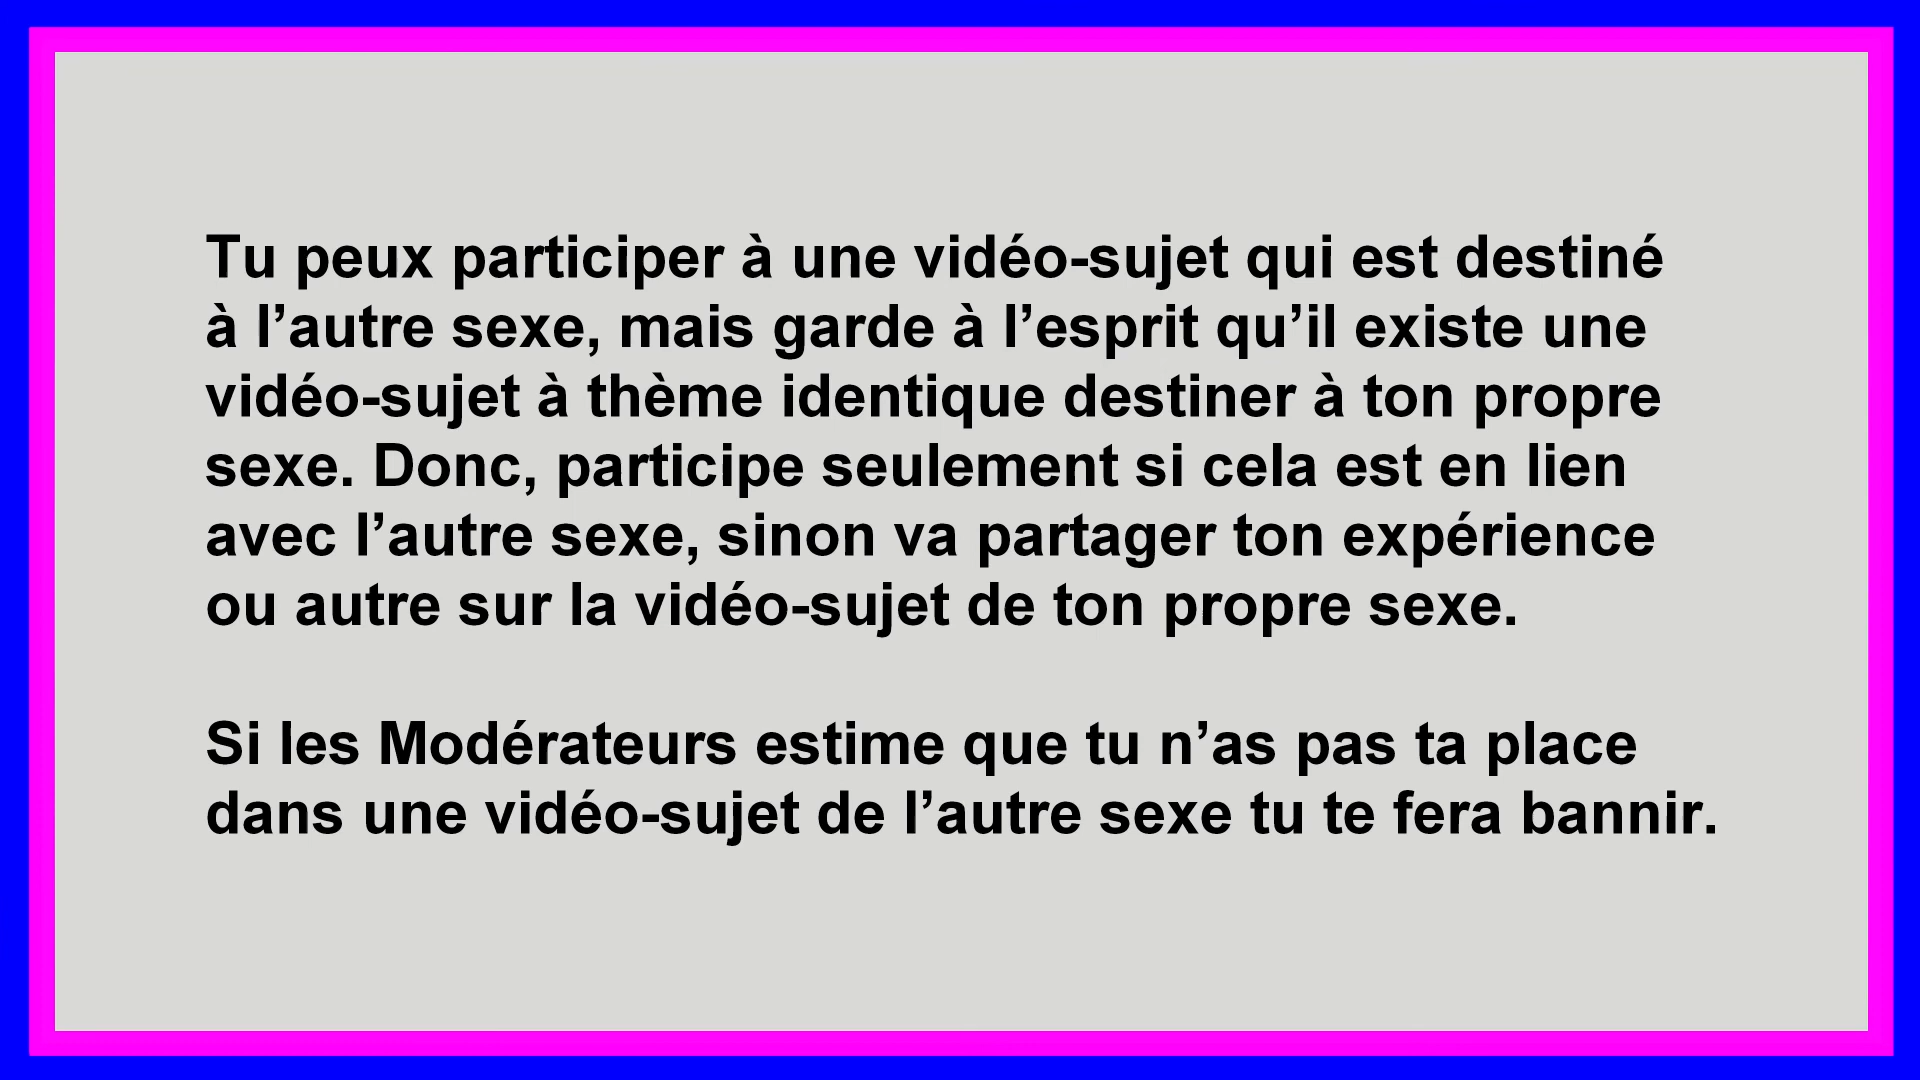 Tu peux participer à une vidéo-sujet qui est destiné
à l’autre sexe, mais garde à l’esprit qu’il existe une
vidéo-sujet à thème identique destiner à ton propre
sexe. Donc, participe seulement si cela est en lien
avec l’autre sexe, sinon va partager ton expérience
ou autre sur la vidéo-sujet de ton propre sexe.
Si les Modérateurs estime que tu n’as pas ta place
dans une vidéo-sujet de l’autre sexe tu te fera bannir.